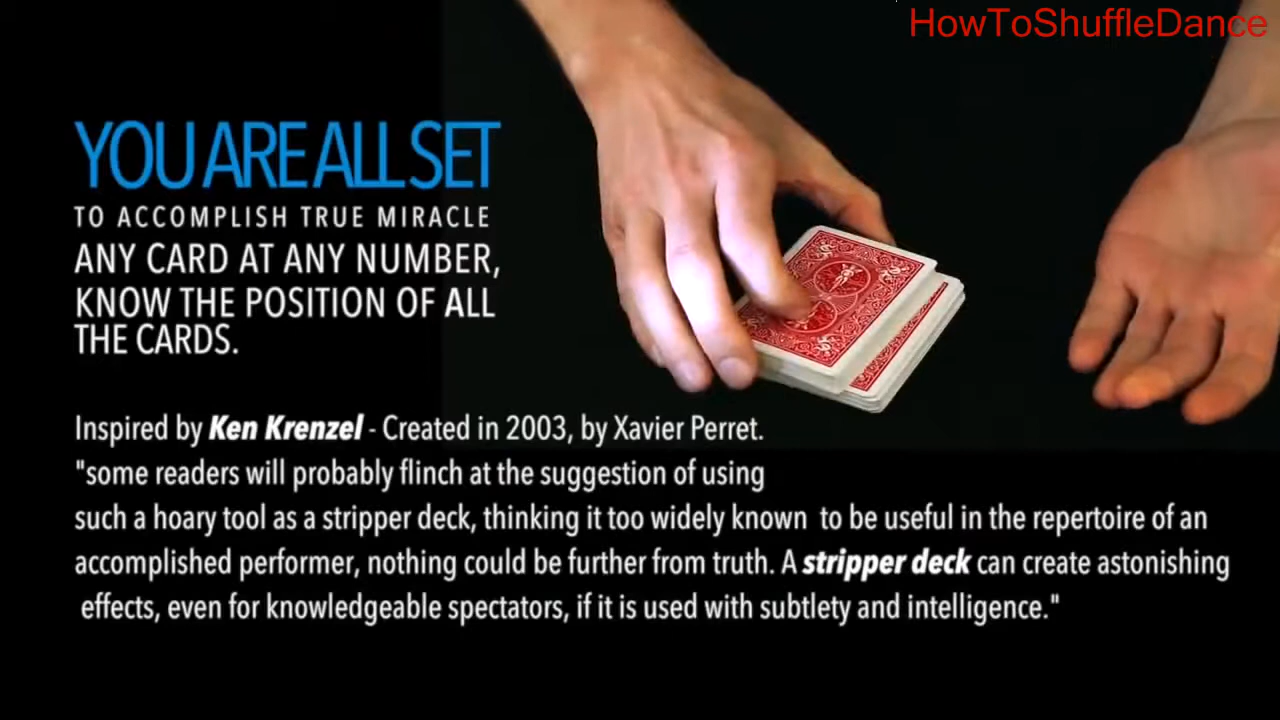 HowToShuffleDance
YOU ARE ALL SET
TO ACCOMPLISH TRUE MIRACLE
ANY CARD AT ANY NUMBER,
KNOW THE POSITION OF ALL
THE CARDS.
Inspired by Ken Krenzel - Created in 2003, by Xavier Perret.
"some readers will probably flinch at the suggestion of using
such a hoary tool as a stripper deck, thinking it too widely known  to be useful in the repertoire of an
accomplished performer, nothing could be further from truth. A stripper deck can create astonishing
effects, even for knowledgeable spectators, if it is used with subtlety and intelligence."